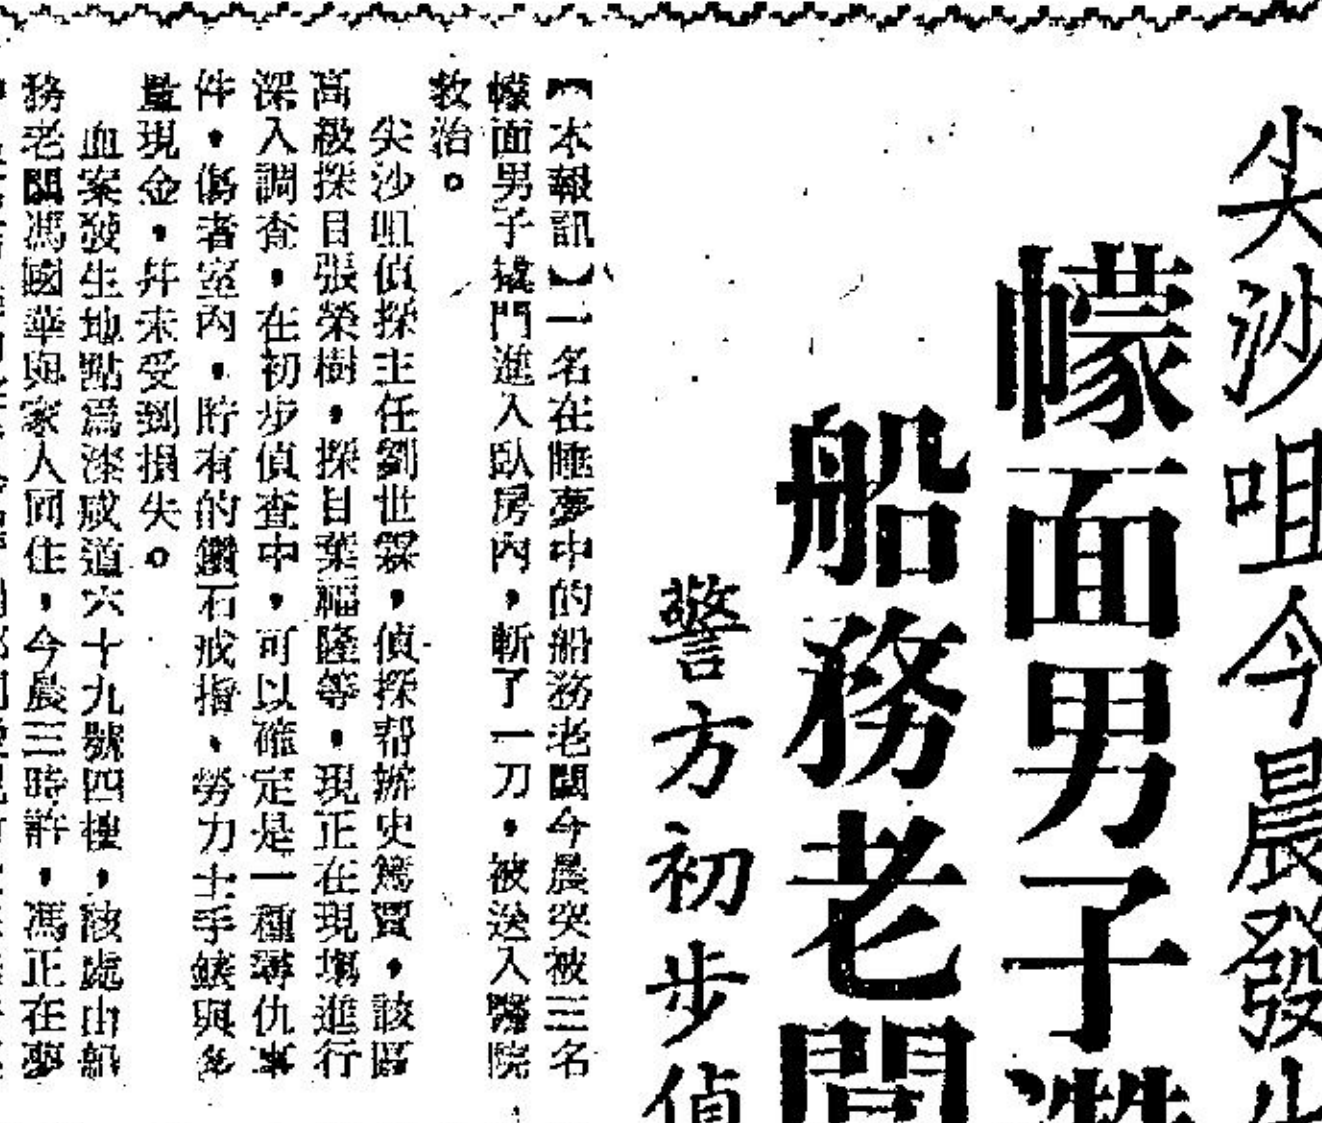 尖沙咀今晨發生
幪面男子
船務老闆
警方初步偵
【本報訊】一名在睡夢中的船務老闆今晨突被三名
幪面男子撬門進入臥房內，斬了一刀，被送入醫院
救治。
尖沙咀偵探主任劉世霖，偵探幇辦史篤賢，該區
高級探目張榮樹，探目葉福隆等，現正在現塲進行
深入調查，在初步偵查中，可以確定是一種尋仇事
件，傷者室內，貯有的鑽石戒指、勞力士手錶與多
量現金，幷未受到損失。
血案發生地點爲漆咸道六十九號四樓，該處由船
務老闆馮國華與家人同住，今晨三時許，馮正在夢